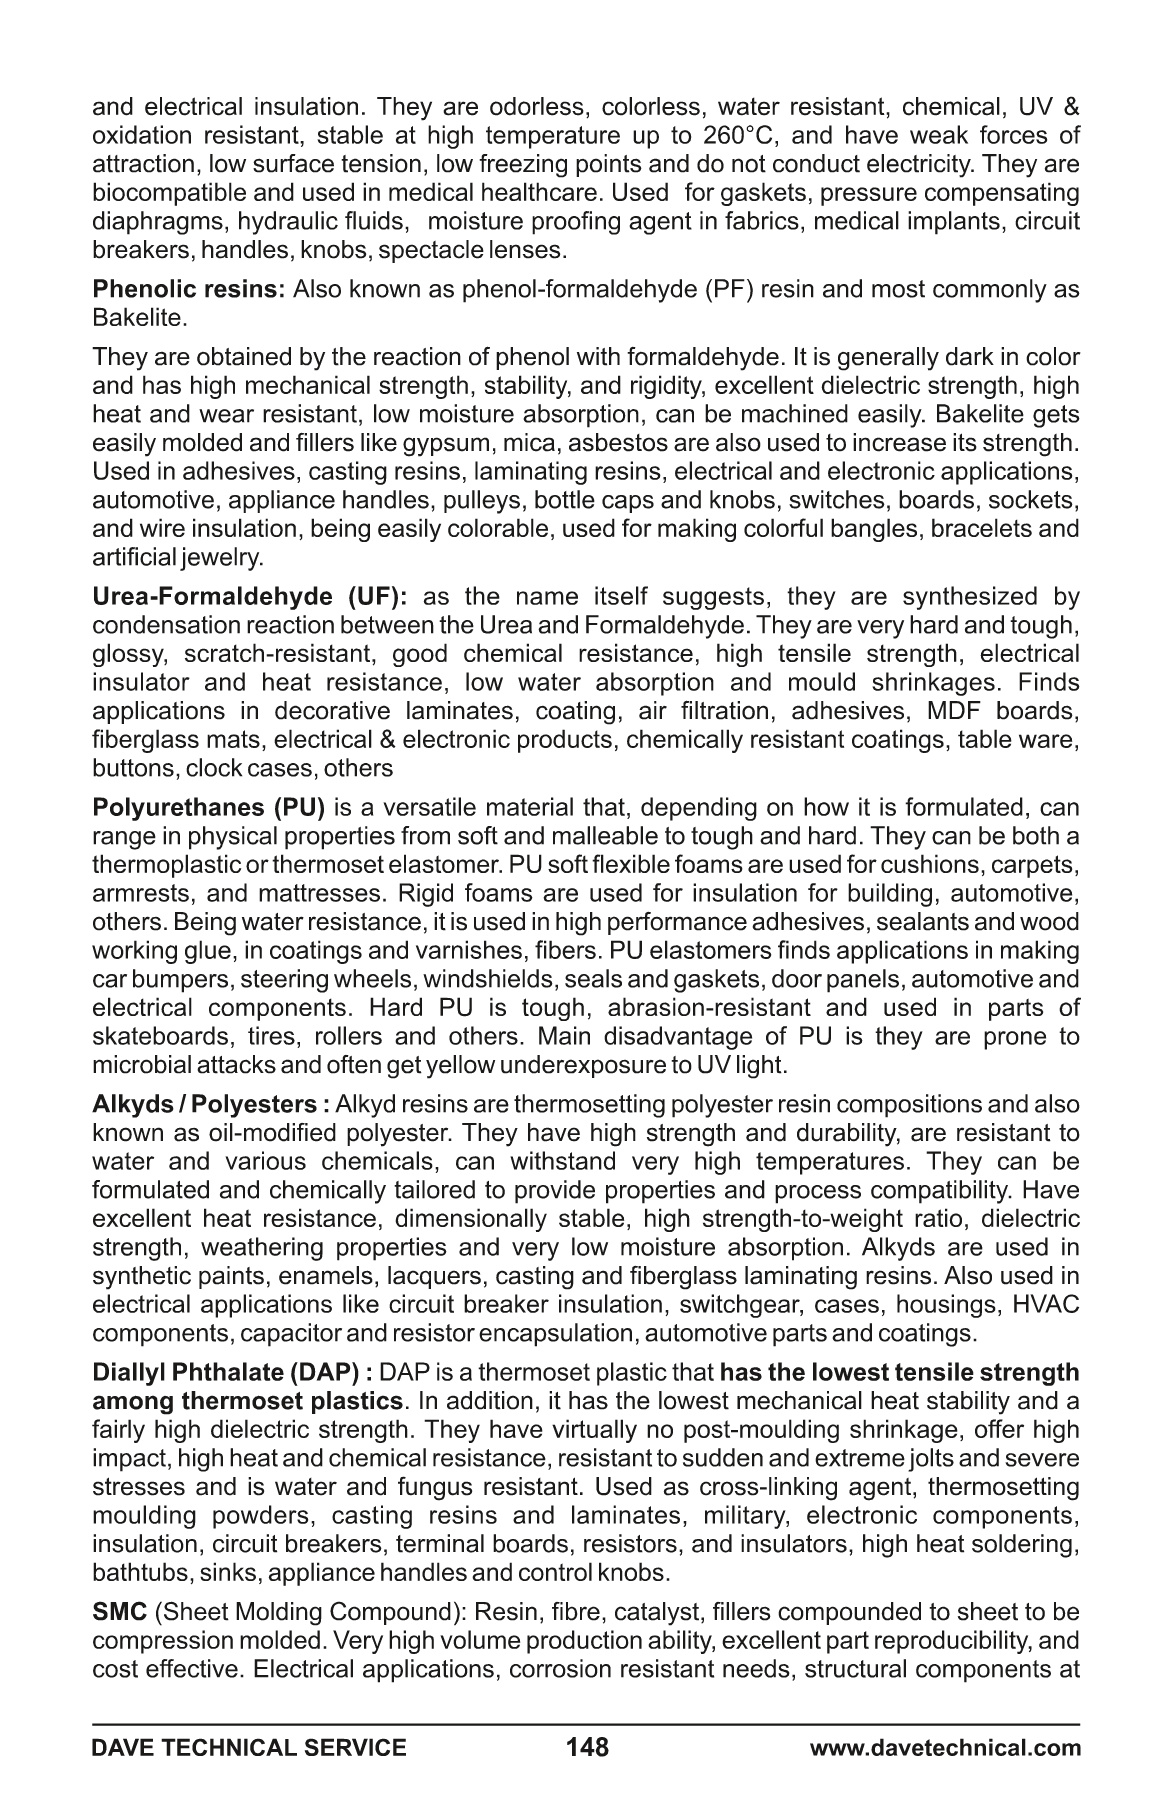 and electrical insulation. They are odorless, colorless, water resistant, chemical, UV &
oxidation resistant, stable at high temperature up to 260°C, and have weak forces of
attraction, low surface tension, low freezing points and do not conduct electricity. They are
biocompatible and used in medical healthcare. Used for gaskets, pressure compensating
diaphragms, hydraulic fluids, moisture proofing agent in fabrics, medical implants, circuit
breakers, handles, knobs, spectacle lenses.
Phenolic resins: Also known as phenol-formaldehyde (PF) resin and most commonly as
Bakelite.
They are obtained by the reaction of phenol with formaldehyde. It is generally dark in color
and has high mechanical strength, stability, and rigidity, excellent dielectric strength, high
heat and wear resistant, low moisture absorption, can be machined easily. Bakelite gets
easily molded and fillers like gypsum, mica, asbestos are also used to increase its strength.
Used in adhesives, casting resins, laminating resins, electrical and electronic applications,
automotive, appliance handles, pulleys, bottle caps and knobs, switches, boards, sockets,
and wire insulation, being easily colorable, used for making colorful bangles, bracelets and
artificial jewelry.
Urea-Formaldehyde (UF): as the name itself suggests, they are synthesized by
condensation reaction between the Urea and Formaldehyde. They are very hard and tough,
glossy, scratch-resistant, good chemical resistance, high tensile strength, electrical
insulator and heat resistance, low water absorption and mould shrinkages. Finds
applications in decorative laminates, coating, air filtration, adhesives, MDF boards,
fiberglass mats, electrical & electronic products, chemically resistant coatings, table ware,
buttons, clock cases, others
Polyurethanes (PU) is a versatile material that, depending on how it is formulated, can
range in physical properties from soft and malleable to tough and hard. They can be both a
thermoplastic or thermoset elastomer. PU soft flexible foams are used for cushions, carpets,
armrests, and mattresses. Rigid foams are used for insulation for building, automotive,
others. Being water resistance, it is used in high performance adhesives, sealants and wood
working glue, in coatings and varnishes, fibers. PU elastomers finds applications in making
car bumpers, steering wheels, windshields, seals and gaskets, door panels, automotive and
electrical components. Hard PU is tough, abrasion-resistant and used in parts of
skateboards, tires, rollers and others. Main disadvantage of PU is they are prone to
microbial attacks and often get yellow underexposure to UV light.
Alkyds / Polyesters : Alkyd resins are thermosetting polyester resin compositions and also
known as oil-modified polyester. They have high strength and durability, are resistant to
water and various chemicals, can withstand very high temperatures. They can be
formulated and chemically tailored to provide properties and process compatibility. Have
excellent heat resistance, dimensionally stable, high strength-to-weight ratio, dielectric
strength, weathering properties and very low moisture absorption. Alkyds are used in
synthetic paints, enamels, lacquers, casting and fiberglass laminating resins. Also used in
electrical applications like circuit breaker insulation, switchgear, cases, housings, HVAC
components, capacitor and resistor encapsulation, automotive parts and coatings.
Diallyl Phthalate (DAP) : DAP is a thermoset plastic that has the lowest tensile strength
among thermoset plastics. In addition, it has the lowest mechanical heat stability and a
fairly high dielectric strength. They have virtually no post-moulding shrinkage, offer high
impact, high heat and chemical resistance, resistant to sudden and extreme jolts and severe
stresses and is water and fungus resistant. Used as cross-linking agent, thermosetting
moulding powders, casting resins and laminates, military, electronic components,
insulation, circuit breakers, terminal boards, resistors, and insulators, high heat soldering,
bathtubs, sinks, appliance handles and control knobs.
SMC (Sheet Molding Compound): Resin, fibre, catalyst, fillers compounded to sheet to be
compression molded. Very high volume production ability, excellent part reproducibility, and
cost effective. Electrical applications, corrosion resistant needs, structural components at
DAVE TECHNICAL SERVICE 148 www.davetechnical.com